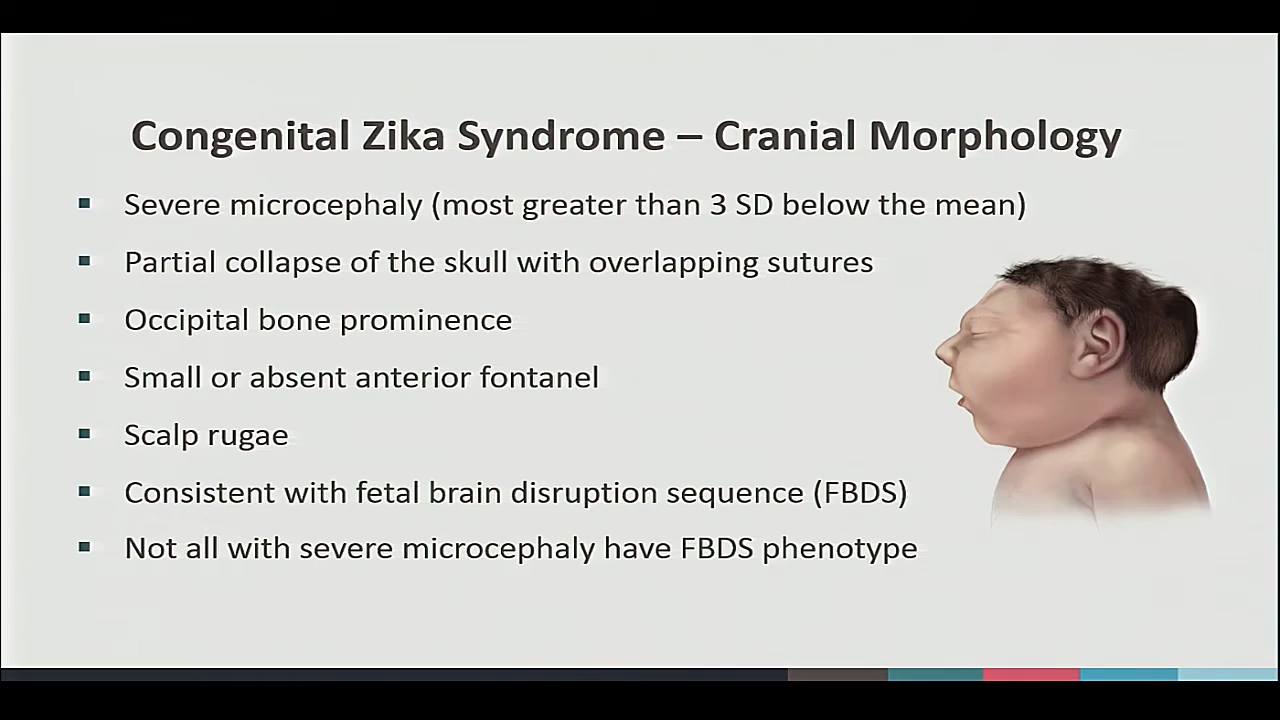 Congenital Zika Syndrome – Cranial Morphology
▪ Severe microcephaly (most greater than 3 SD below the mean)
▪ Partial collapse of the skull with overlapping sutures
▪ Occipital bone prominence
▪ Small or absent anterior fontanel
▪ Scalp rugae
▪ Consistent with fetal brain disruption sequence (FBDS)
▪ Not all with severe microcephaly have FBDS phenotype